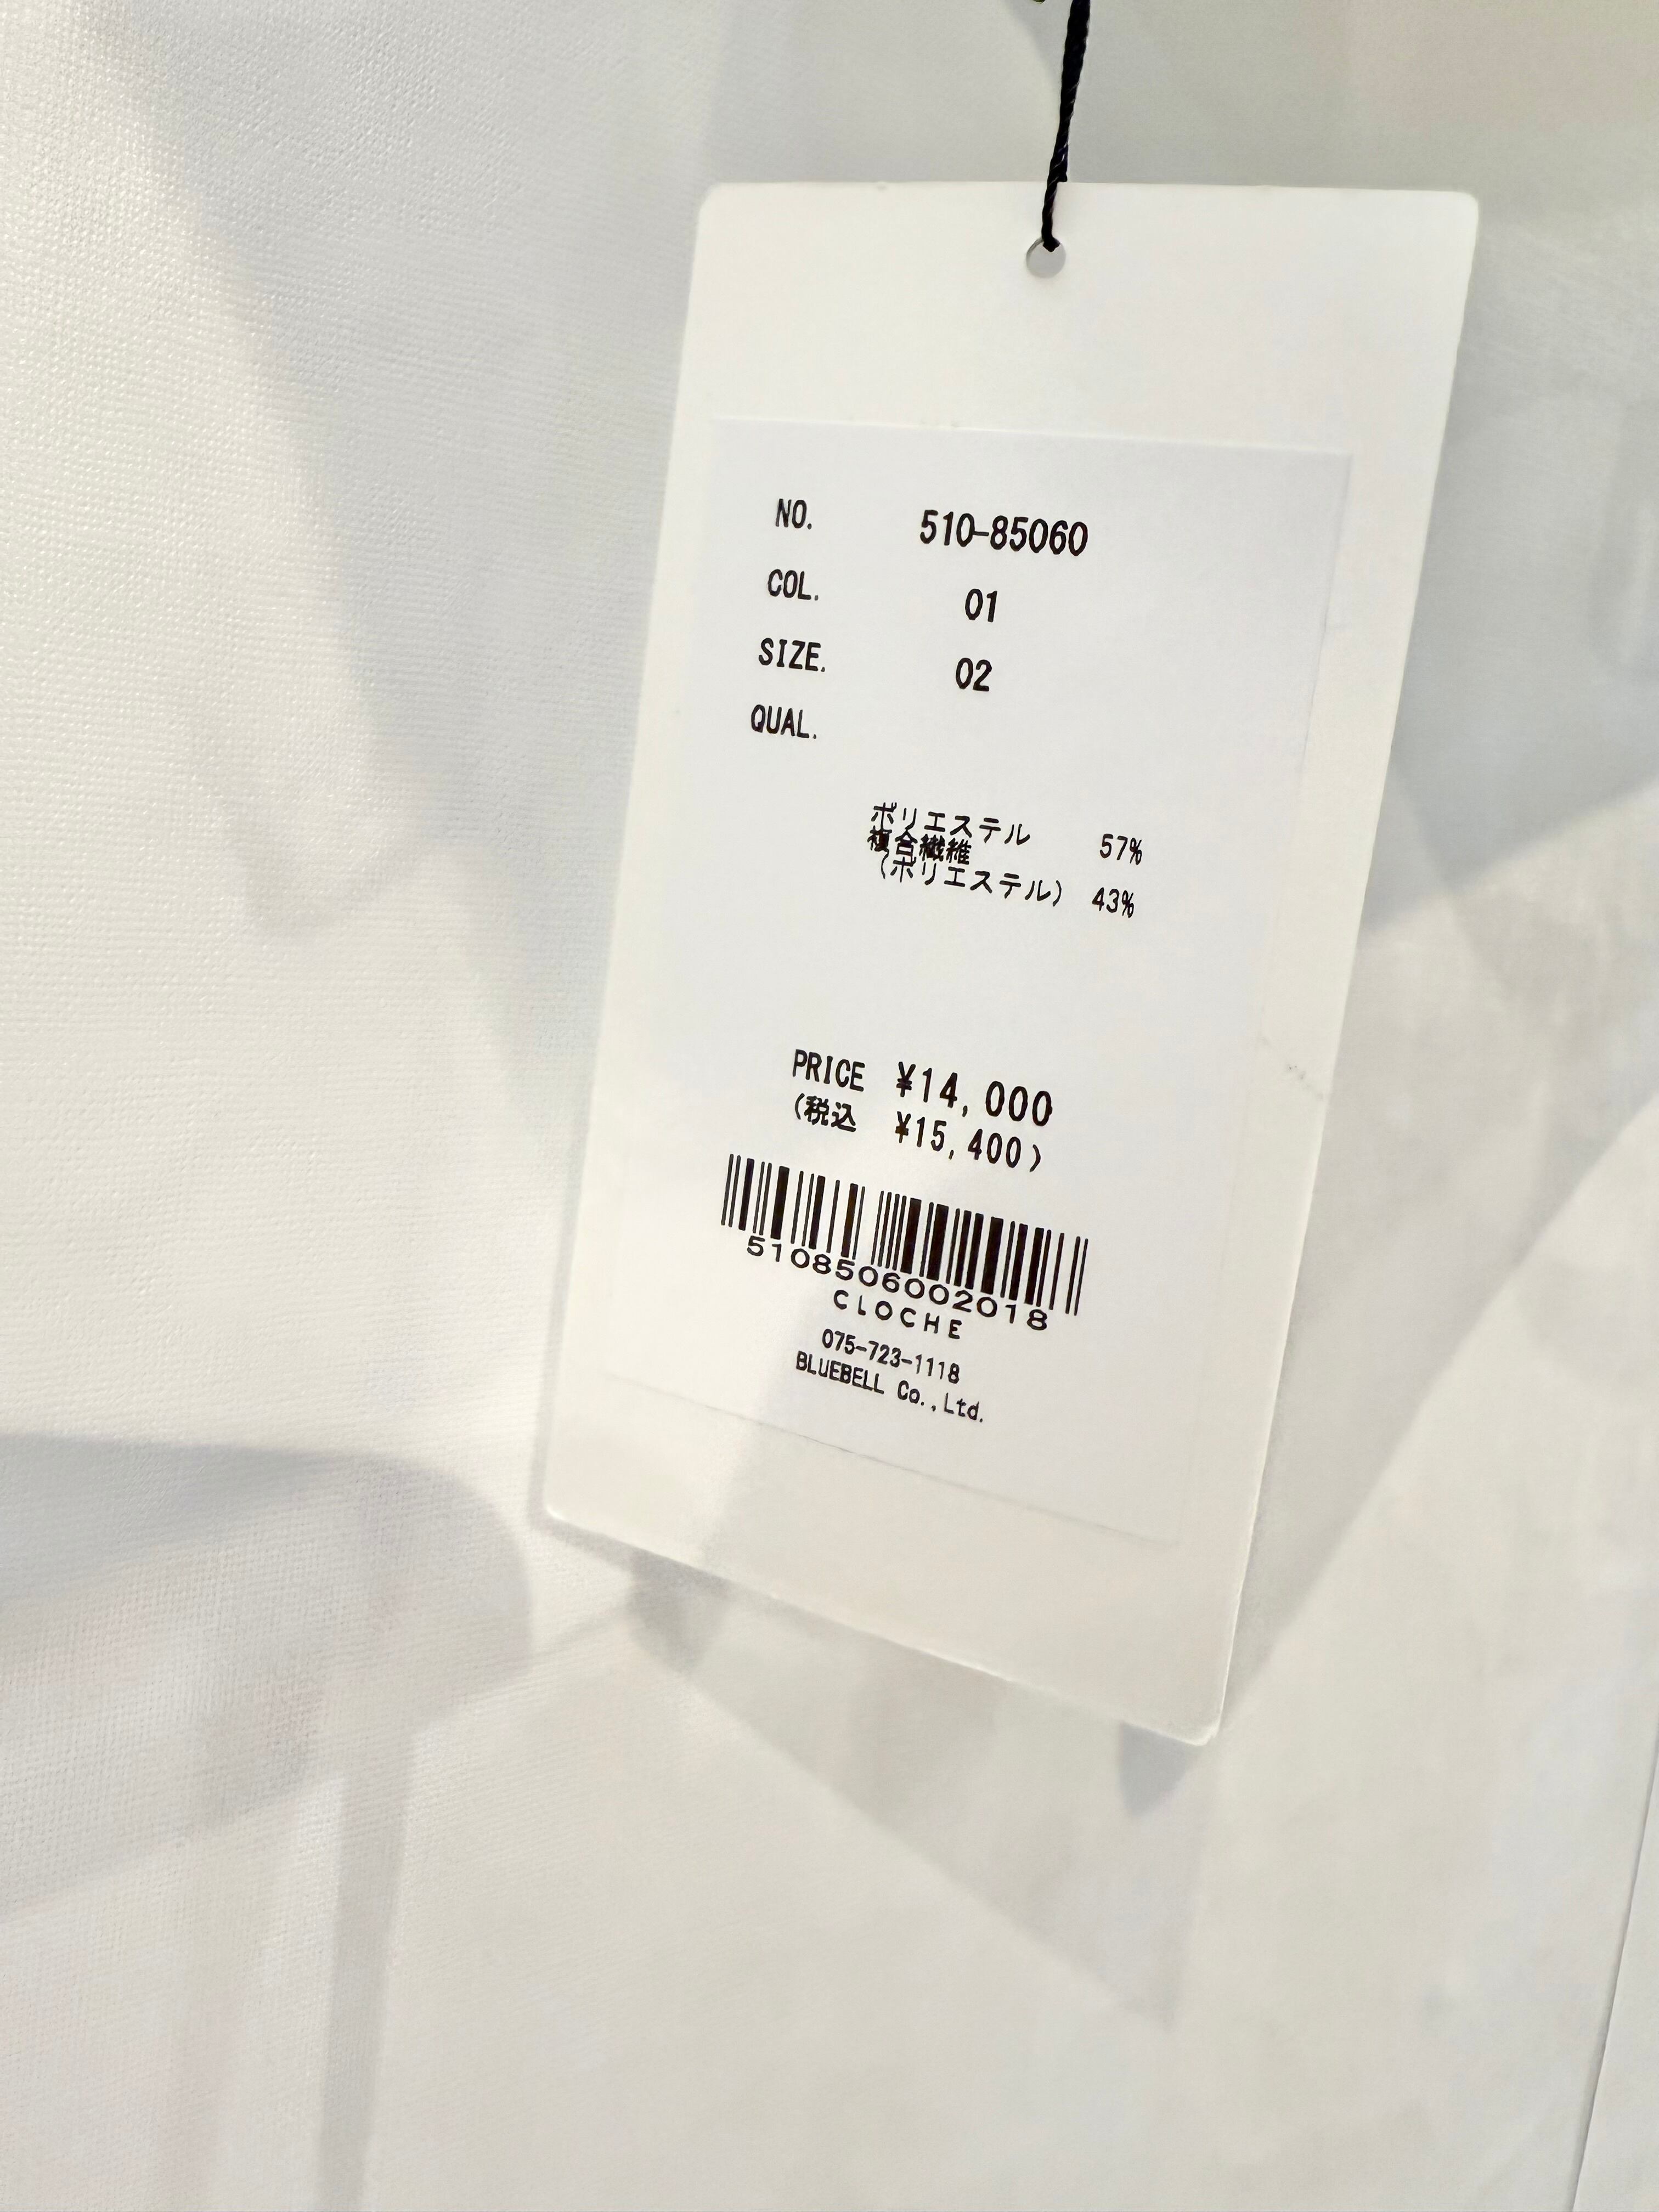 NO. 510-85060
COL. 01
SIZE. 02
QUAL.
ポリエステル 57%
複合繊維
(ポリエステル) 43%
PRICE ¥14,000
(税込 ¥15,400)
5108506002018
CLOCHE
075-723-1118
BLUEBELL Co.,Ltd.